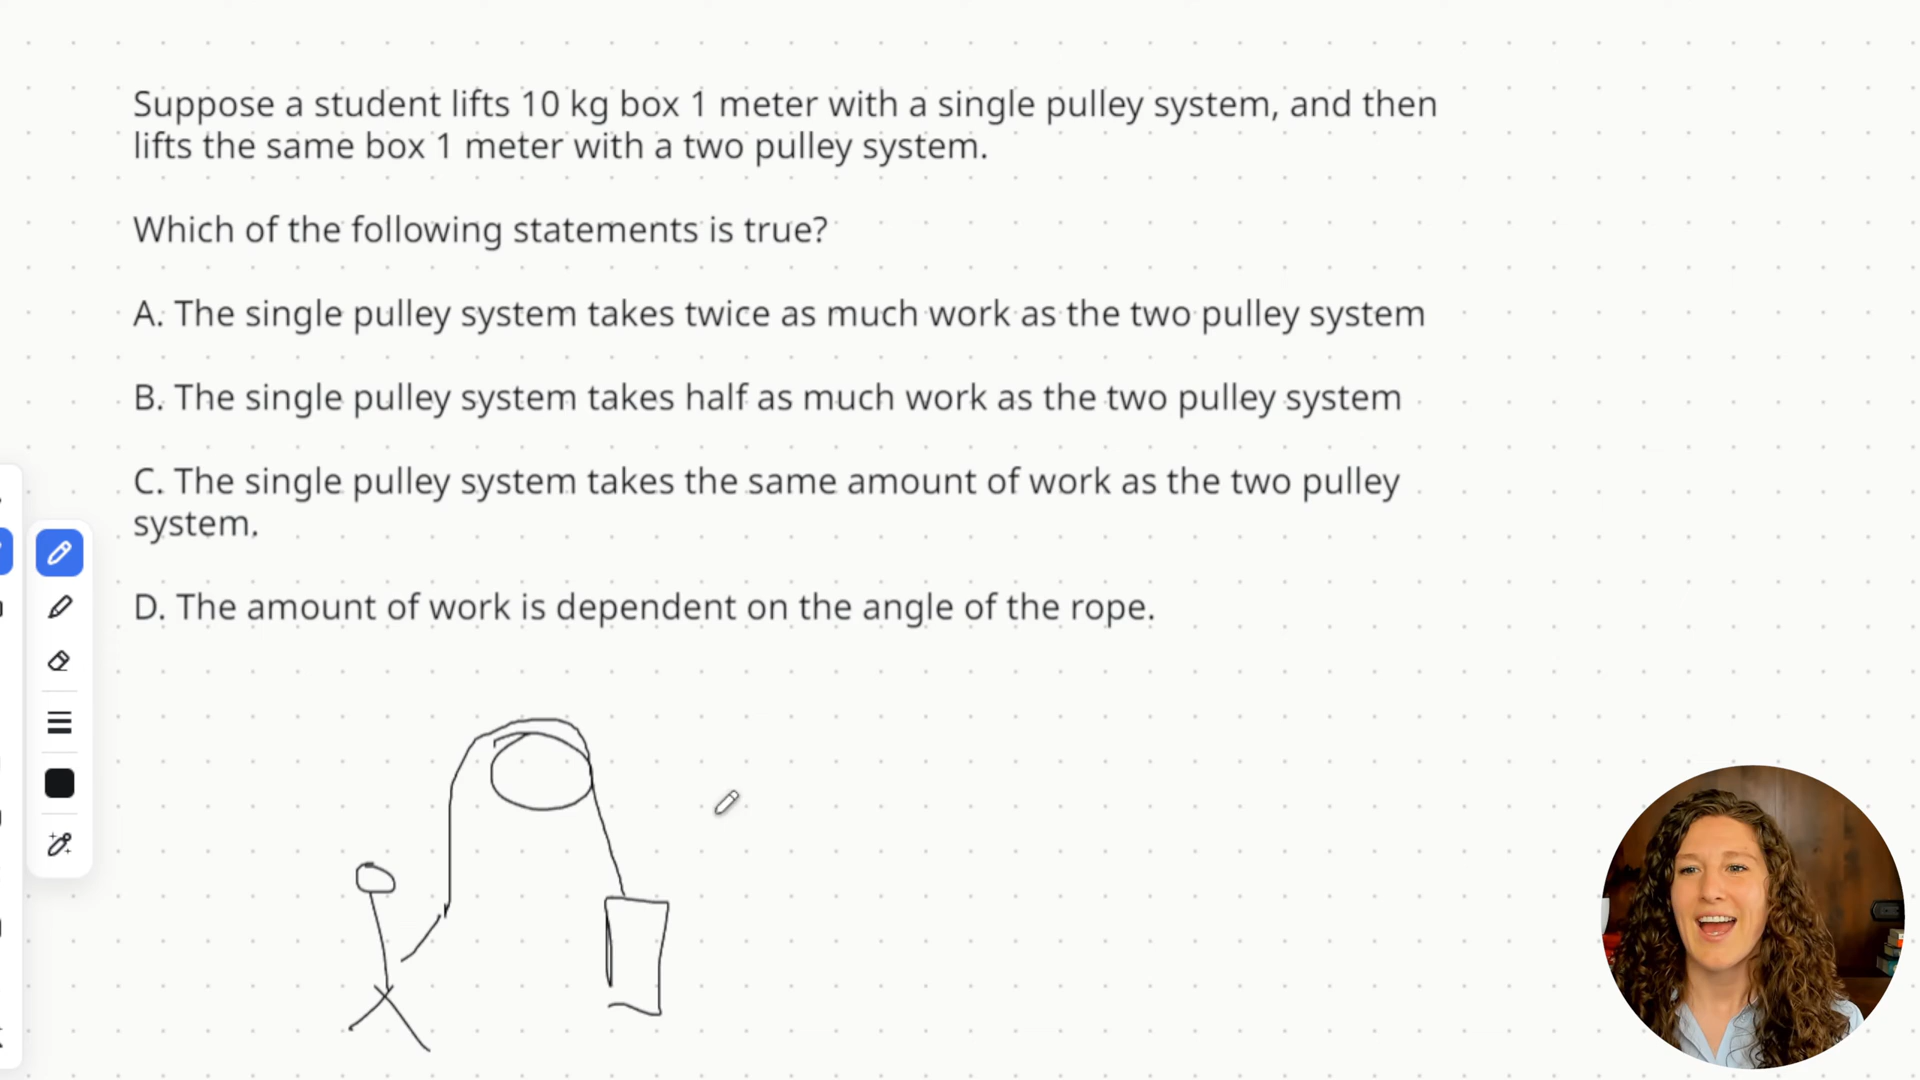 Suppose a student lifts 10 kg box 1 meter with a single pulley system, and then
lifts the same box 1 meter with a two pulley system.
Which of the following statements is true?
A. The single pulley system takes twice as much work as the two pulley system
B. The single pulley system takes half as much work as the two pulley system
C. The single pulley system takes the same amount of work as the two pulley
system.
D. The amount of work is dependent on the angle of the rope.